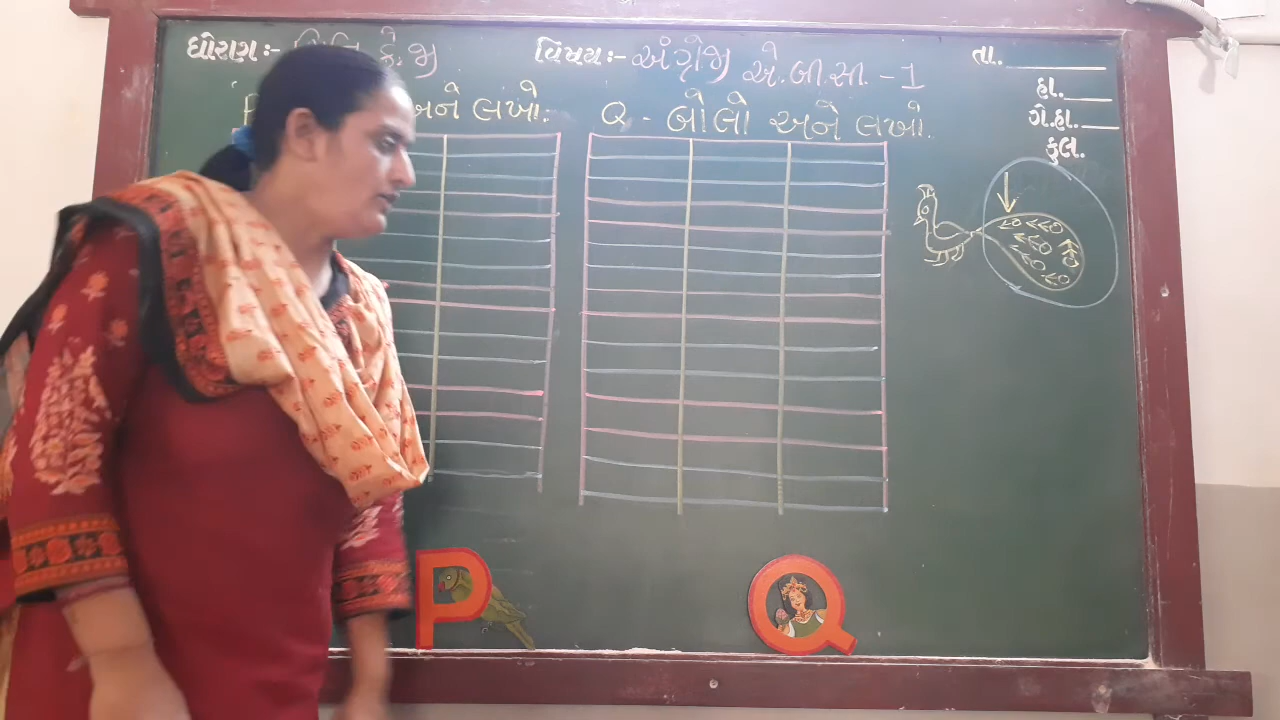 ધોરણઃ- કે.જી વિષયઃ- અંગ્રેજી એ.બી.સી. - 1 તા.
હા.
ગે.હા.
કુલ.
P અને લખો: Q - બોલો અને લખો.
P Q